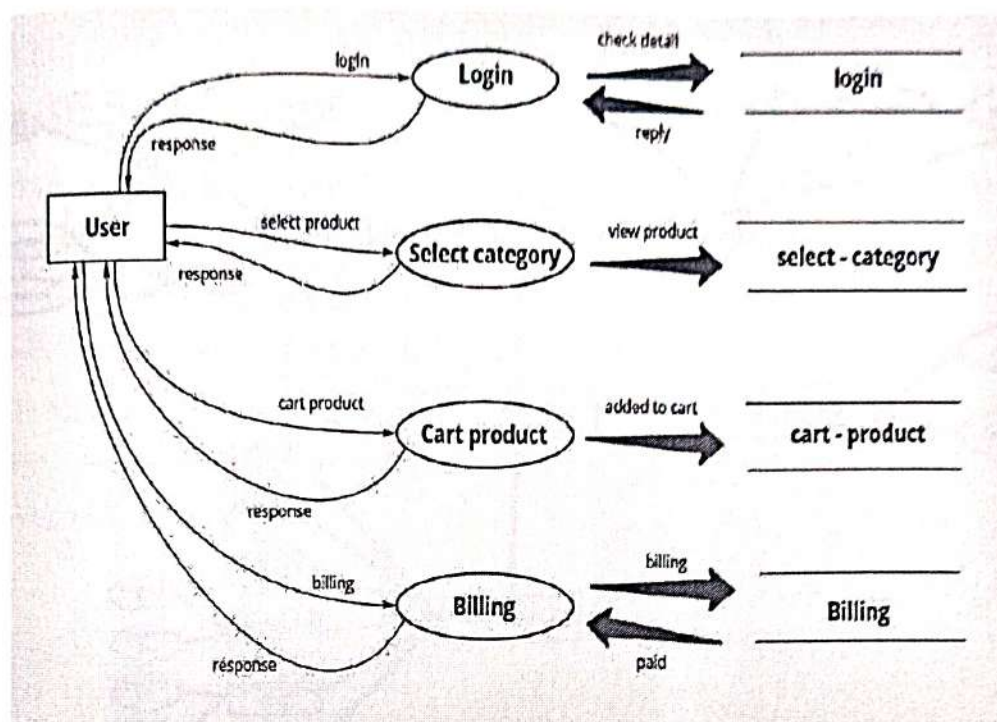 check detail
login
Login
login
response
reply
User
select product
view product
Select category
select - category
response
cart product
added to cart
Cart product
cart - product
response
billing
billing
Billing
Billing
response
paid